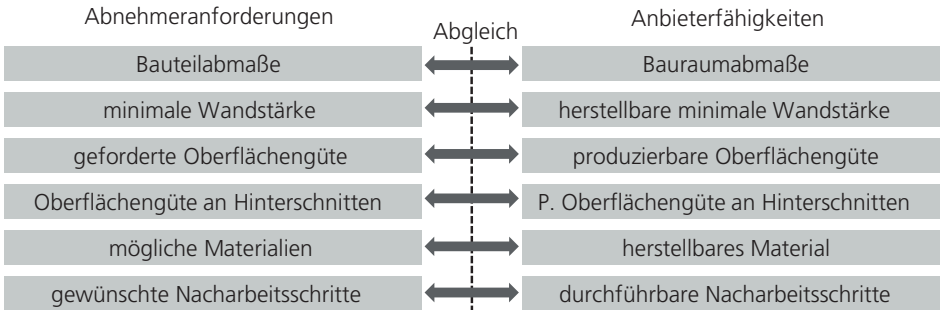 Abnehmeranforderungen
Abgleich
Anbieterfähigkeiten
Bauteilabmaße
Bauraumabmaße
minimale Wandstärke
herstellbare minimale Wandstärke
geforderte Oberflächengüte
produzierbare Oberflächengüte
Oberflächengüte an Hinterschnitten
P. Oberflächengüte an Hinterschnitten
mögliche Materialien
herstellbares Material
gewünschte Nacharbeitsschritte
durchführbare Nacharbeitsschritte